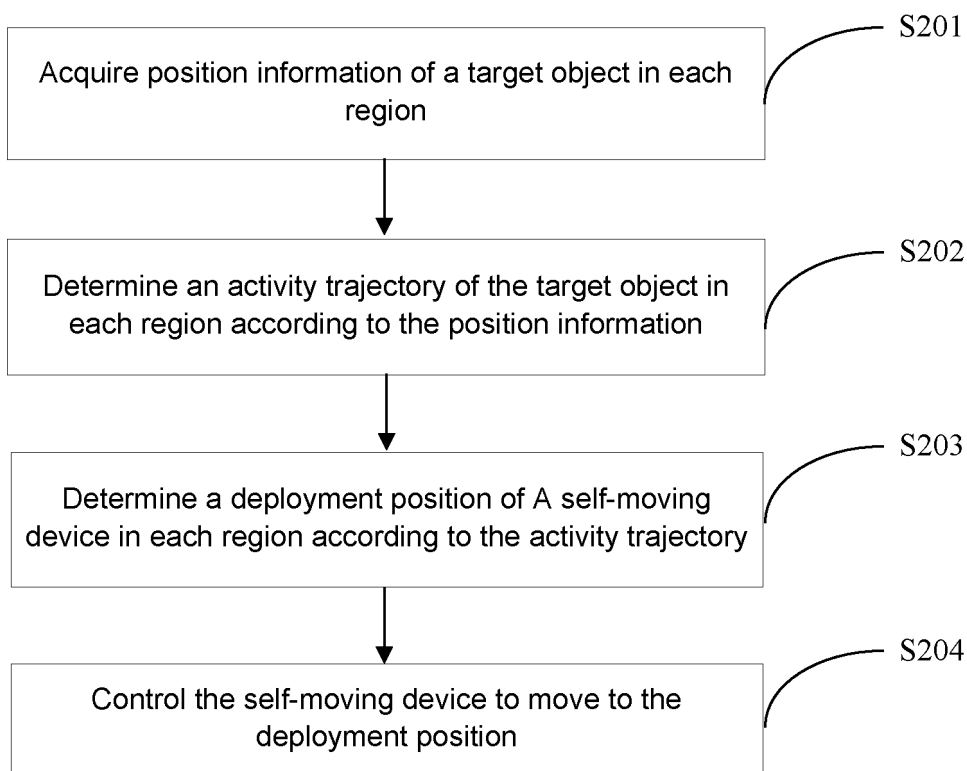 S201
Acquire position information of a target object in each
region
S202
Determine an activity trajectory of the target object in
each region according to the position information
S203
Determine a deployment position of A self-moving
device in each region according to the activity trajectory
S204
Control the self-moving device to move to the
deployment position